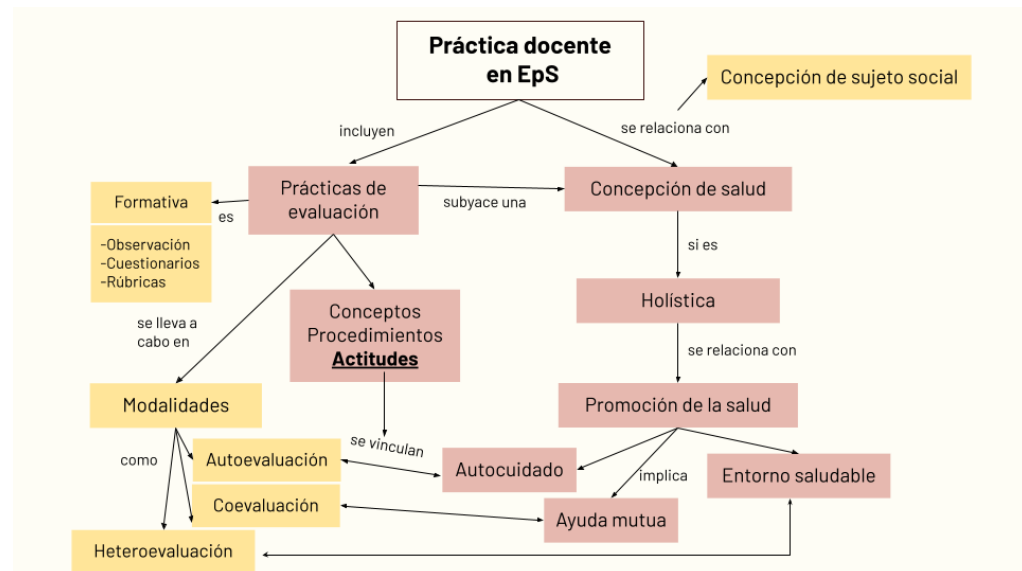 Práctica docente
en EpS
Concepción de sujeto social
incluyen
se relaciona con
Prácticas de
evaluación
Concepción de salud
Formativa
es
subyace una
-Observación
-Cuestionarios
-Rúbricas
si es
Holística
Conceptos
Procedimientos
Actitudes
se lleva a
cabo en
se relaciona con
Modalidades
Promoción de la salud
como
se vinculan
Autoevaluación
Autocuidado
implica
Entorno saludable
Coevaluación
Ayuda mutua
Heteroevaluación